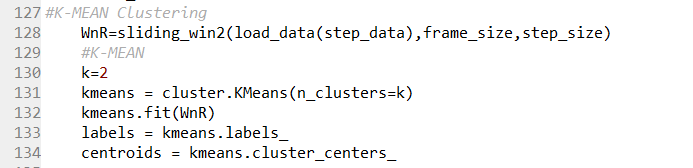 127 #K-MEAN Clustering
128     WnR=sliding_win2(load_data(step_data),frame_size,step_size)
129     #K-MEAN
130     k=2
131     kmeans = cluster.KMeans(n_clusters=k)
132     kmeans.fit(WnR)
133     labels = kmeans.labels_
134     centroids = kmeans.cluster_centers_